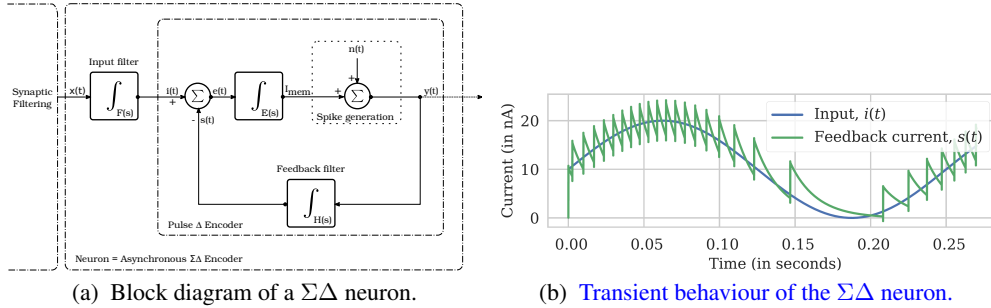 Synaptic
Filtering
x(t)
Input filter
∫
F(s)
i(t)
+
Σ
-
s(t)
e(t)
∫
E(s)
I_mem
n(t)
+
+
Σ
Spike generation
y(t)
Feedback filter
∫
H(s)
Pulse Δ Encoder
Neuron = Asynchronous ΣΔ Encoder
(a) Block diagram of a ΣΔ neuron.
Current (in nA)
20
10
0
Input, i(t)
Feedback current, s(t)
0.00 0.05 0.10 0.15 0.20 0.25
Time (in seconds)
(b) Transient behaviour of the ΣΔ neuron.